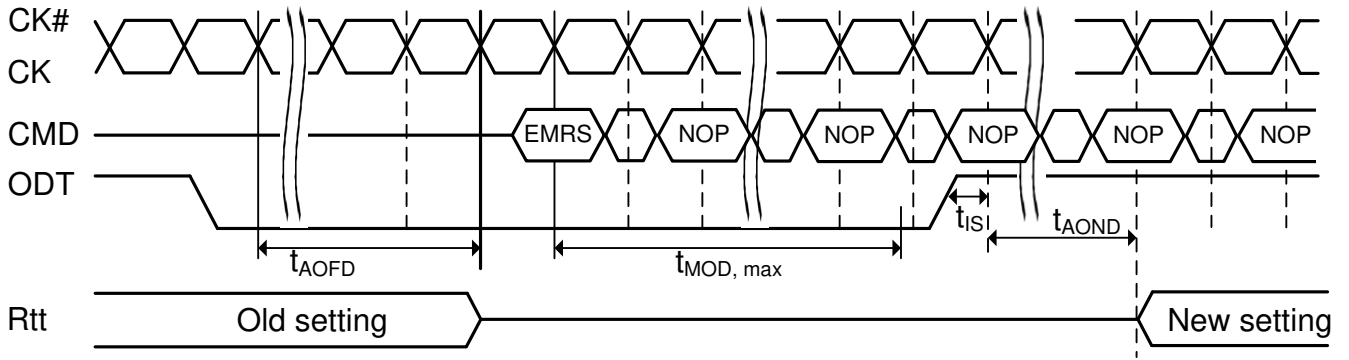 CK#
CK
CMD
EMRS NOP NOP NOP NOP NOP
ODT
tIS
tAOFD
tMOD, max
tAOND
Rtt
Old setting
New setting